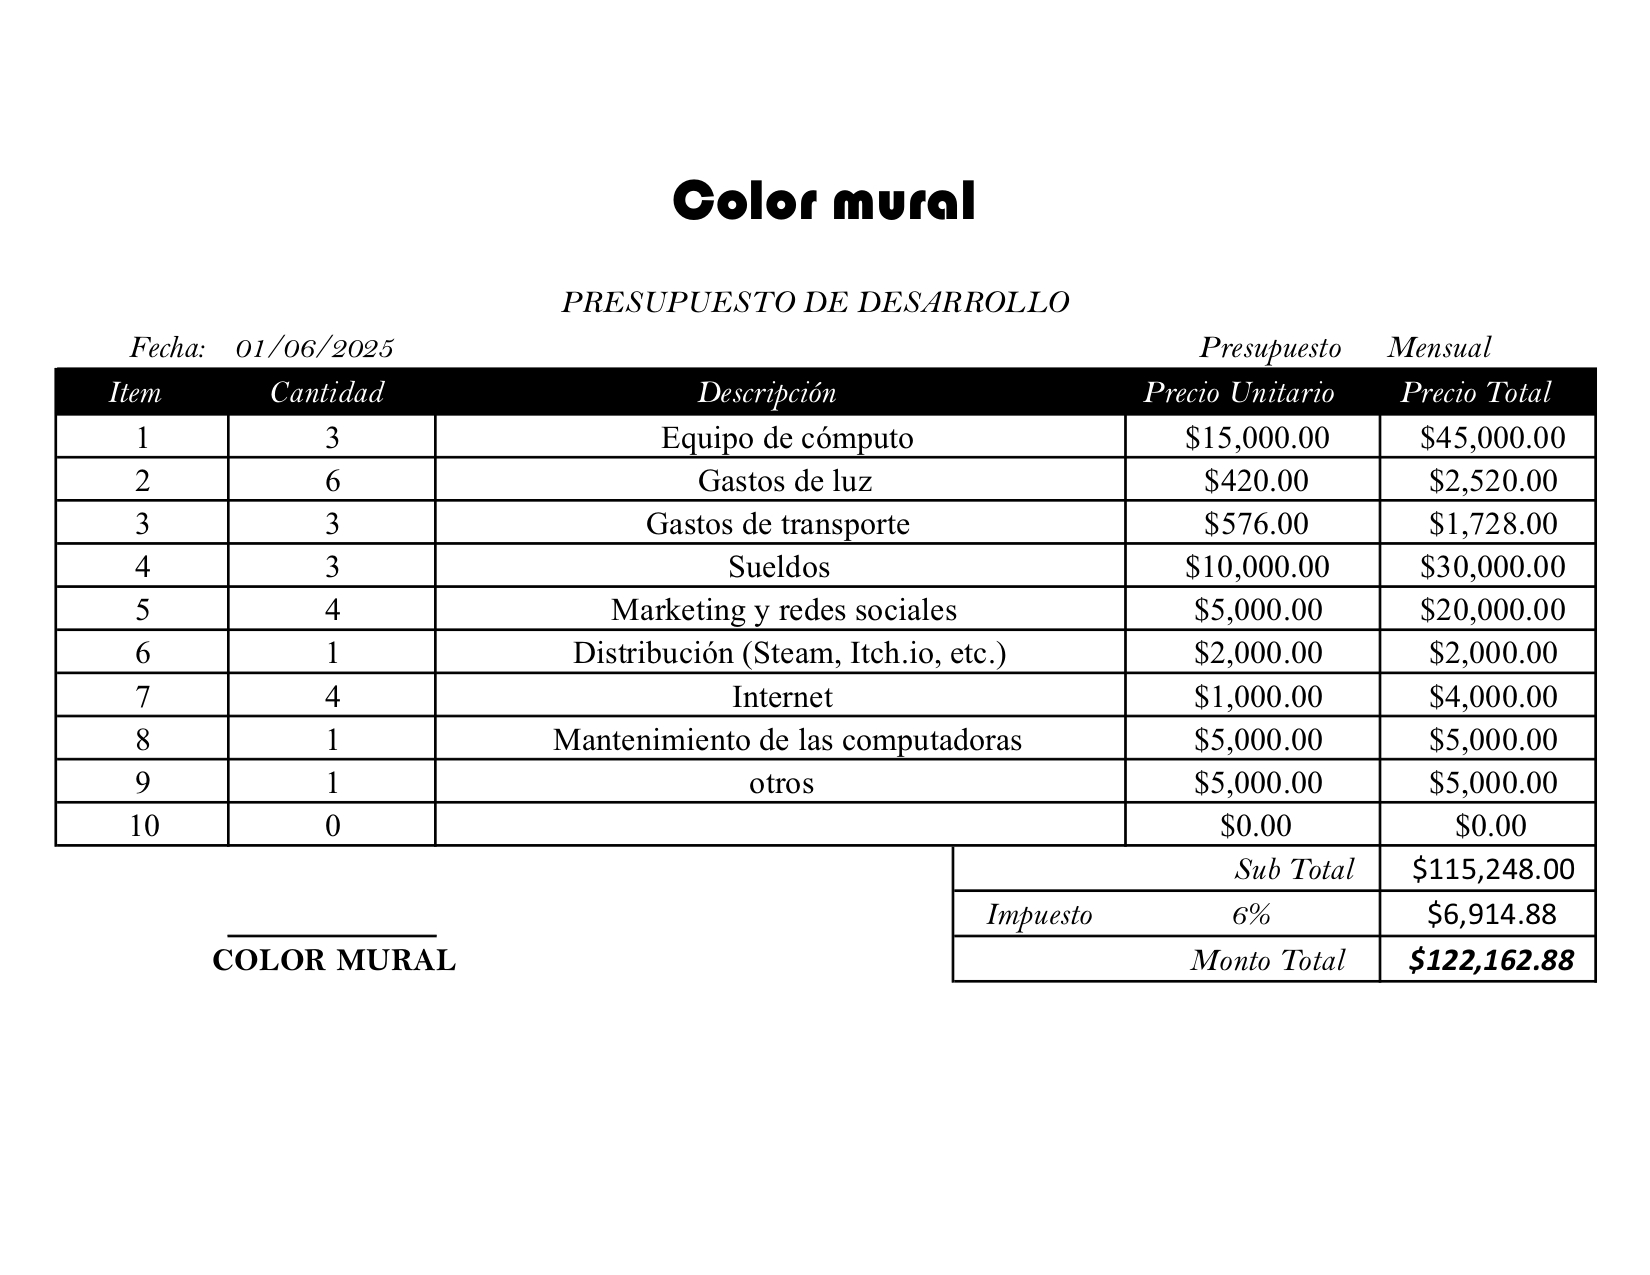 Color mural
PRESUPUESTO DE DESARROLLO
Fecha: 01/06/2025 Presupuesto Mensual
Item Cantidad Descripción Precio Unitario Precio Total
1 3 Equipo de cómputo $15,000.00 $45,000.00
2 6 Gastos de luz $420.00 $2,520.00
3 3 Gastos de transporte $576.00 $1,728.00
4 3 Sueldos $10,000.00 $30,000.00
5 4 Marketing y redes sociales $5,000.00 $20,000.00
6 1 Distribución (Steam, Itch.io, etc.) $2,000.00 $2,000.00
7 4 Internet $1,000.00 $4,000.00
8 1 Mantenimiento de las computadoras $5,000.00 $5,000.00
9 1 otros $5,000.00 $5,000.00
10 0 $0.00 $0.00
Sub Total $115,248.00
Impuesto 6% $6,914.88
COLOR MURAL Monto Total $122,162.88